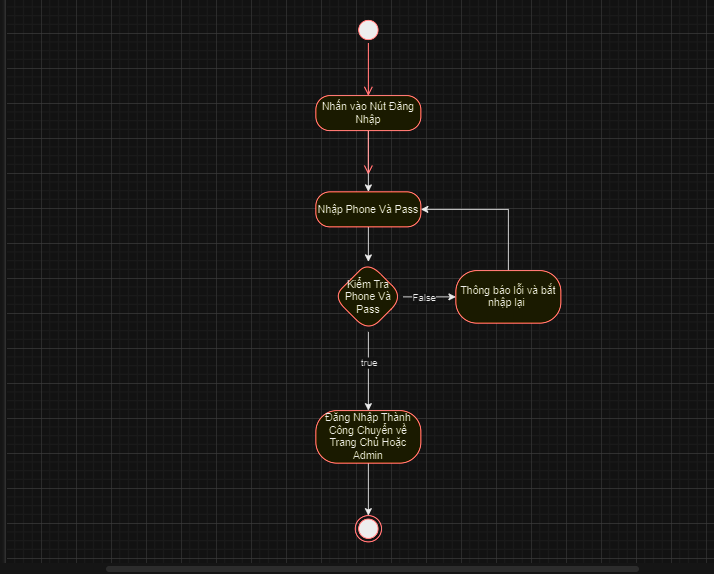 Nhấn vào Nút Đăng
Nhập
Nhập Phone Và Pass
Kiểm Tra
Phone Và
Pass
False
Thông báo lỗi và bắt
nhập lại
true
Đăng Nhập Thành
Công Chuyển về
Trang Chủ Hoặc
Admin